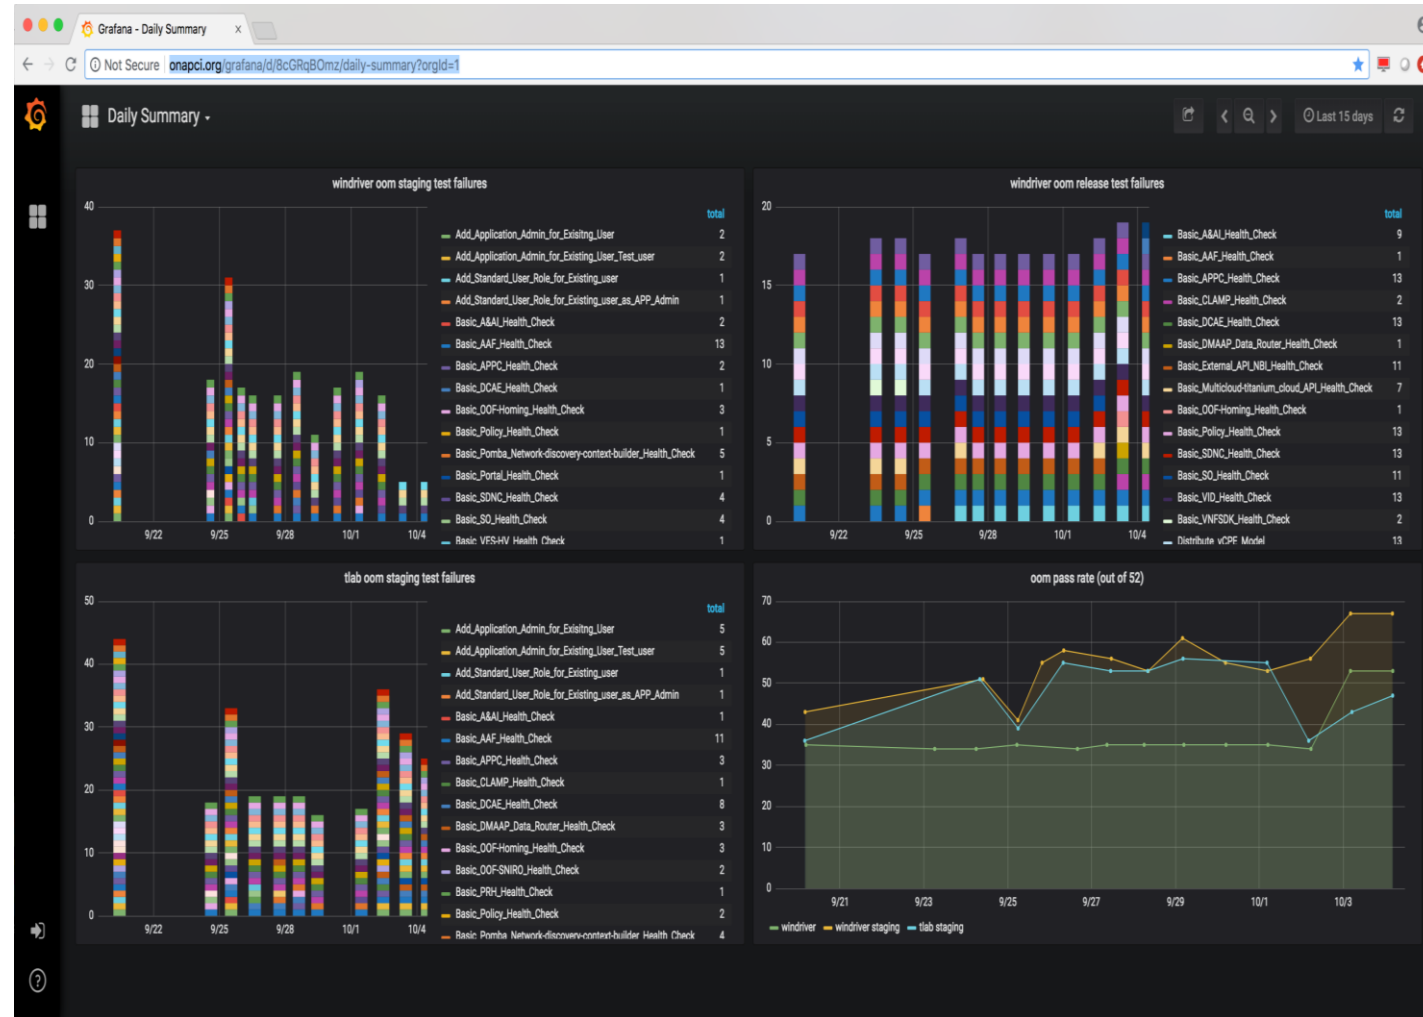 Grafana - Daily Summary x
Not Secure onapci.org/grafana/d/8cGRqBOmz/daily-summary?orgId=1
Daily Summary
Last 15 days
windriver oom staging test failures
40
30
20
10
0
9/22 9/25 9/28 10/1 10/4
total
Add_Application_Admin_for_Exisitng_User 2
Add_Application_Admin_for_Existing_User_Test_user 2
Add_Standard_User_Role_for_Existing_user 1
Add_Standard_User_Role_for_Existing_user_as_APP_Admin 1
Basic_A&AI_Health_Check 2
Basic_AAF_Health_Check 13
Basic_APPC_Health_Check 2
Basic_DCAE_Health_Check 1
Basic_OOF-Homing_Health_Check 3
Basic_Policy_Health_Check 1
Basic_Pomba_Network-discovery-context-builder_Health_Check 5
Basic_Portal_Health_Check 1
Basic_SDNC_Health_Check 4
Basic_SO_Health_Check 4
Basic_VES-HV_Health_Check 1
windriver oom release test failures
20
15
10
5
0
9/22 9/25 9/28 10/1 10/4
total
Basic_A&AI_Health_Check 9
Basic_AAF_Health_Check 1
Basic_APPC_Health_Check 13
Basic_CLAMP_Health_Check 2
Basic_DCAE_Health_Check 13
Basic_DMAAP_Data_Router_Health_Check 1
Basic_External_API_NBI_Health_Check 11
Basic_Multicloud-titanium_cloud_API_Health_Check 7
Basic_OOF-Homing_Health_Check 1
Basic_Policy_Health_Check 13
Basic_SDNC_Health_Check 13
Basic_SO_Health_Check 11
Basic_VID_Health_Check 13
Basic_VNFSDK_Health_Check 2
Distribute_vCPE_Model 13
tlab oom staging test failures
50
40
30
20
10
0
9/22 9/25 9/28 10/1 10/4
total
Add_Application_Admin_for_Exisitng_User 5
Add_Application_Admin_for_Existing_User_Test_user 5
Add_Standard_User_Role_for_Existing_user 1
Add_Standard_User_Role_for_Existing_user_as_APP_Admin 1
Basic_A&AI_Health_Check 1
Basic_AAF_Health_Check 11
Basic_APPC_Health_Check 3
Basic_CLAMP_Health_Check 1
Basic_DCAE_Health_Check 8
Basic_DMAAP_Data_Router_Health_Check 3
Basic_OOF-Homing_Health_Check 3
Basic_OOF-SNIRO_Health_Check 2
Basic_PRH_Health_Check 1
Basic_Policy_Health_Check 2
Basic_Pomba_Network-discovery-context-builder_Health_Check 4
oom pass rate (out of 52)
70
60
50
40
30
20
10
0
9/21 9/23 9/25 9/27 9/29 10/1 10/3
windriver windriver staging tlab staging